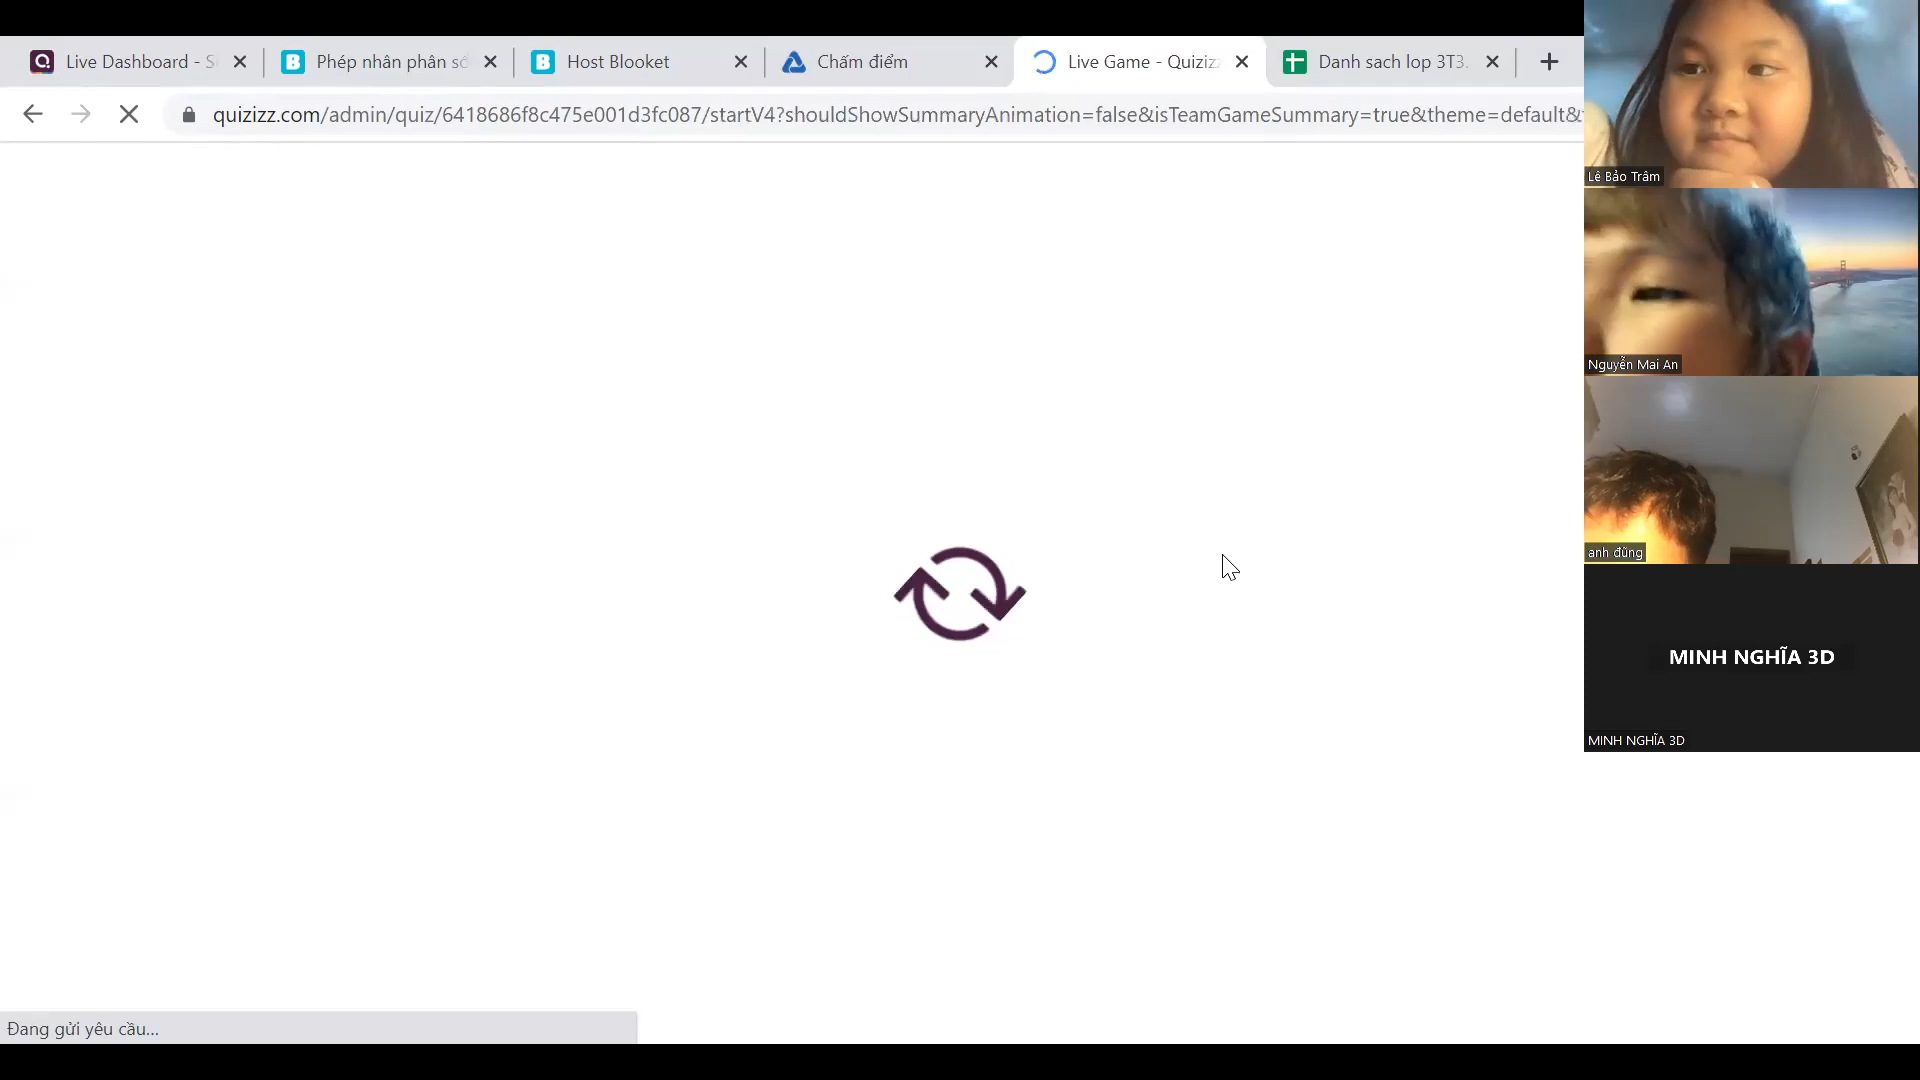 Live Dashboard - S
Phép nhân phân số
Host Blooket
Chấm điểm
Live Game - Quizizz
Danh sach lop 3T3.
quizizz.com/admin/quiz/6418686f8c475e001d3fc087/startV4?shouldShowSummaryAnimation=false&isTeamGameSummary=true&theme=default&
Lê Bảo Trâm
Nguyễn Mai An
anh dũng
MINH NGHĨA 3D
MINH NGHĨA 3D
Đang gửi yêu cầu...